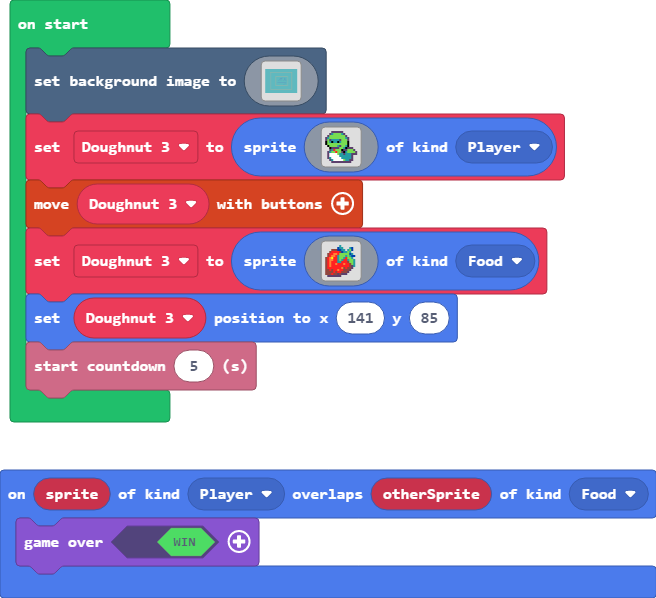 on start
set background image to
set Doughnut 3 to sprite of kind Player
move Doughnut 3 with buttons
set Doughnut 3 to sprite of kind Food
set Doughnut 3 position to x 141 y 85
start countdown 5 (s)
on sprite of kind Player overlaps otherSprite of kind Food
game over WIN